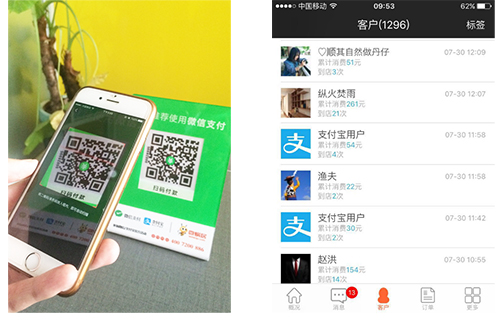 推荐使用微信支付
扫码付款
扫码付款
中国移动
09:53
62%
客户(1296)
标签
♡顺其自然做丹仔
07-30 12:09
累计消费51元
到店3次
纵火焚雨
07-30 12:07
累计消费261元
到店21次
支付宝用户
07-30 11:58
累计消费54元
到店4次
渔夫
07-30 11:58
累计消费22元
到店2次
支付宝用户
07-30 11:42
累计消费30元
到店2次
赵洪
07-30 10:55
累计消费154元
到店14次
13
概况
消息
客户
订单
更多